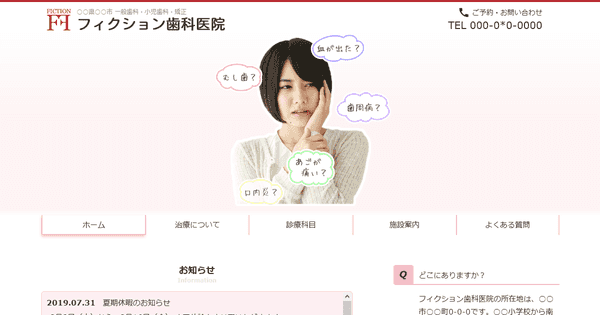 FICTION
○○県○○市 一般歯科・小児歯科・矯正
フィクション歯科医院
ご予約・お問い合わせ
TEL 000-0*0-0000
血が出た？
むし歯？
歯周病？
あごが
痛い？
口内炎？
ホーム
治療について
診療科目
施設案内
よくある質問
お知らせ
Information
2019.07.31 夏期休暇のお知らせ
Q どこにありますか？
フィクション歯科医院の所在地は、○○
市○○町0-0-0です。○○小学校から南